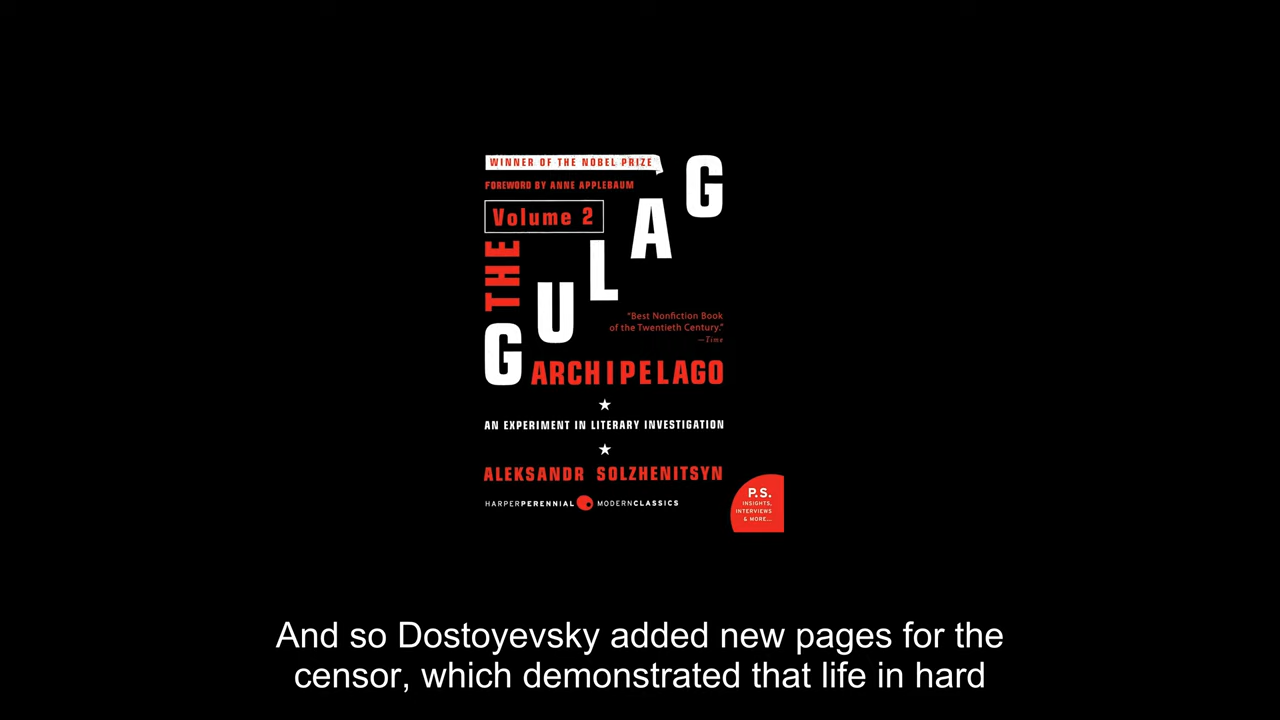 WINNER OF THE NOBEL PRIZE
FOREWORD BY ANNE APPLEBAUM
Volume 2
THE
GULAG
"Best Nonfiction Book
of the Twentieth Century."
—Time
ARCHIPELAGO
AN EXPERIMENT IN LITERARY INVESTIGATION
ALEKSANDR SOLZHENITSYN
HARPERPERENNIAL MODERNCLASSICS
P.S.
INSIGHTS,
INTERVIEWS
& MORE...
And so Dostoyevsky added new pages for the
censor, which demonstrated that life in hard